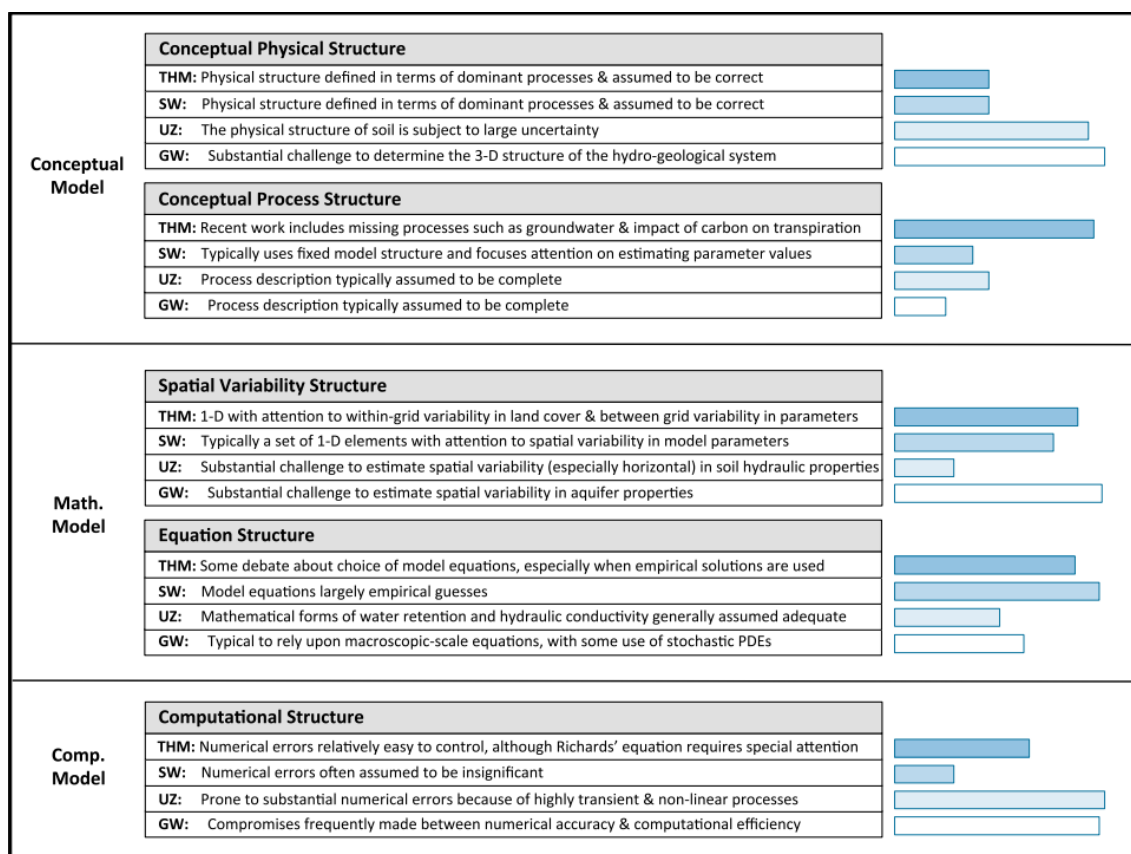 Conceptual
Model
Conceptual Physical Structure
THM: Physical structure defined in terms of dominant processes & assumed to be correct
SW: Physical structure defined in terms of dominant processes & assumed to be correct
UZ: The physical structure of soil is subject to large uncertainty
GW: Substantial challenge to determine the 3-D structure of the hydro-geological system
Conceptual Process Structure
THM: Recent work includes missing processes such as groundwater & impact of carbon on transpiration
SW: Typically uses fixed model structure and focuses attention on estimating parameter values
UZ: Process description typically assumed to be complete
GW: Process description typically assumed to be complete
Math.
Model
Spatial Variability Structure
THM: 1-D with attention to within-grid variability in land cover & between grid variability in parameters
SW: Typically a set of 1-D elements with attention to spatial variability in model parameters
UZ: Substantial challenge to estimate spatial variability (especially horizontal) in soil hydraulic properties
GW: Substantial challenge to estimate spatial variability in aquifer properties
Equation Structure
THM: Some debate about choice of model equations, especially when empirical solutions are used
SW: Model equations largely empirical guesses
UZ: Mathematical forms of water retention and hydraulic conductivity generally assumed adequate
GW: Typical to rely upon macroscopic-scale equations, with some use of stochastic PDEs
Comp.
Model
Computational Structure
THM: Numerical errors relatively easy to control, although Richards' equation requires special attention
SW: Numerical errors often assumed to be insignificant
UZ: Prone to substantial numerical errors because of highly transient & non-linear processes
GW: Compromises frequently made between numerical accuracy & computational efficiency